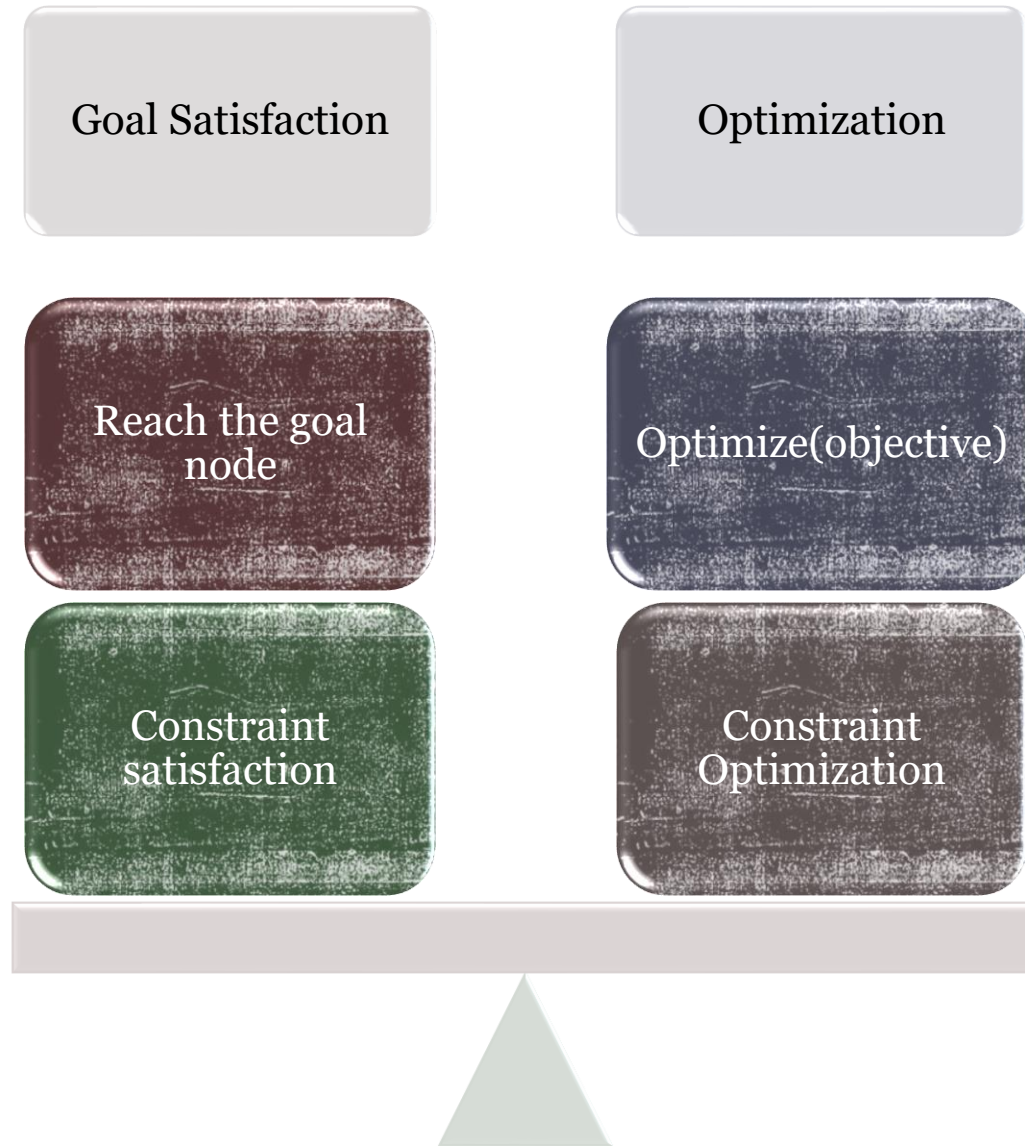 Goal Satisfaction
Optimization
Reach the goal
node
Optimize(objective)
Constraint
satisfaction
Constraint
Optimization